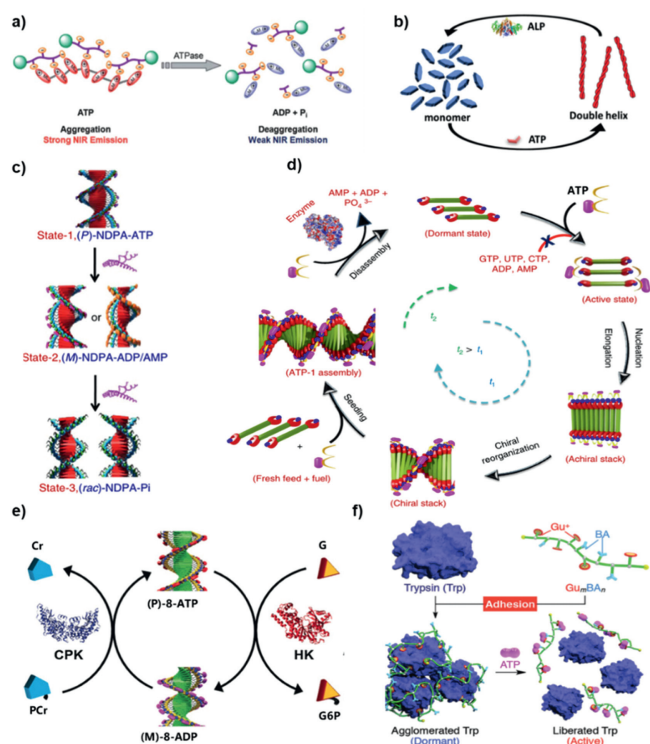 a)
ATPase
ATP
ADP + Pi
Aggregation
Deaggregation
Strong NIR Emission
Weak NIR Emission
b)
ALP
monomer
Double helix
ATP
c)
State-1,(P)-NDPA-ATP
or
State-2,(M)-NDPA-ADP/AMP
State-3,(rac)-NDPA-Pi
d)
AMP + ADP +
PO4 3–
Enzyme
Disassembly
(Dormant state)
ATP
GTP, UTP, CTP,
ADP, AMP
(Active state)
Nucleation
Elongation
(Achiral stack)
Chiral
reorganization
(Chiral stack)
Seeding
(Fresh feed + fuel)
+
(ATP-1 assembly)
t2
t2 > t1
t1
e)
Cr
(P)-8-ATP
G
CPK
HK
PCr
(M)-8-ADP
G6P
f)
Gu+
BA
Trypsin (Trp)
GumBAn
Adhesion
ATP
Agglomerated Trp
(Dormant)
Liberated Trp
(Active)